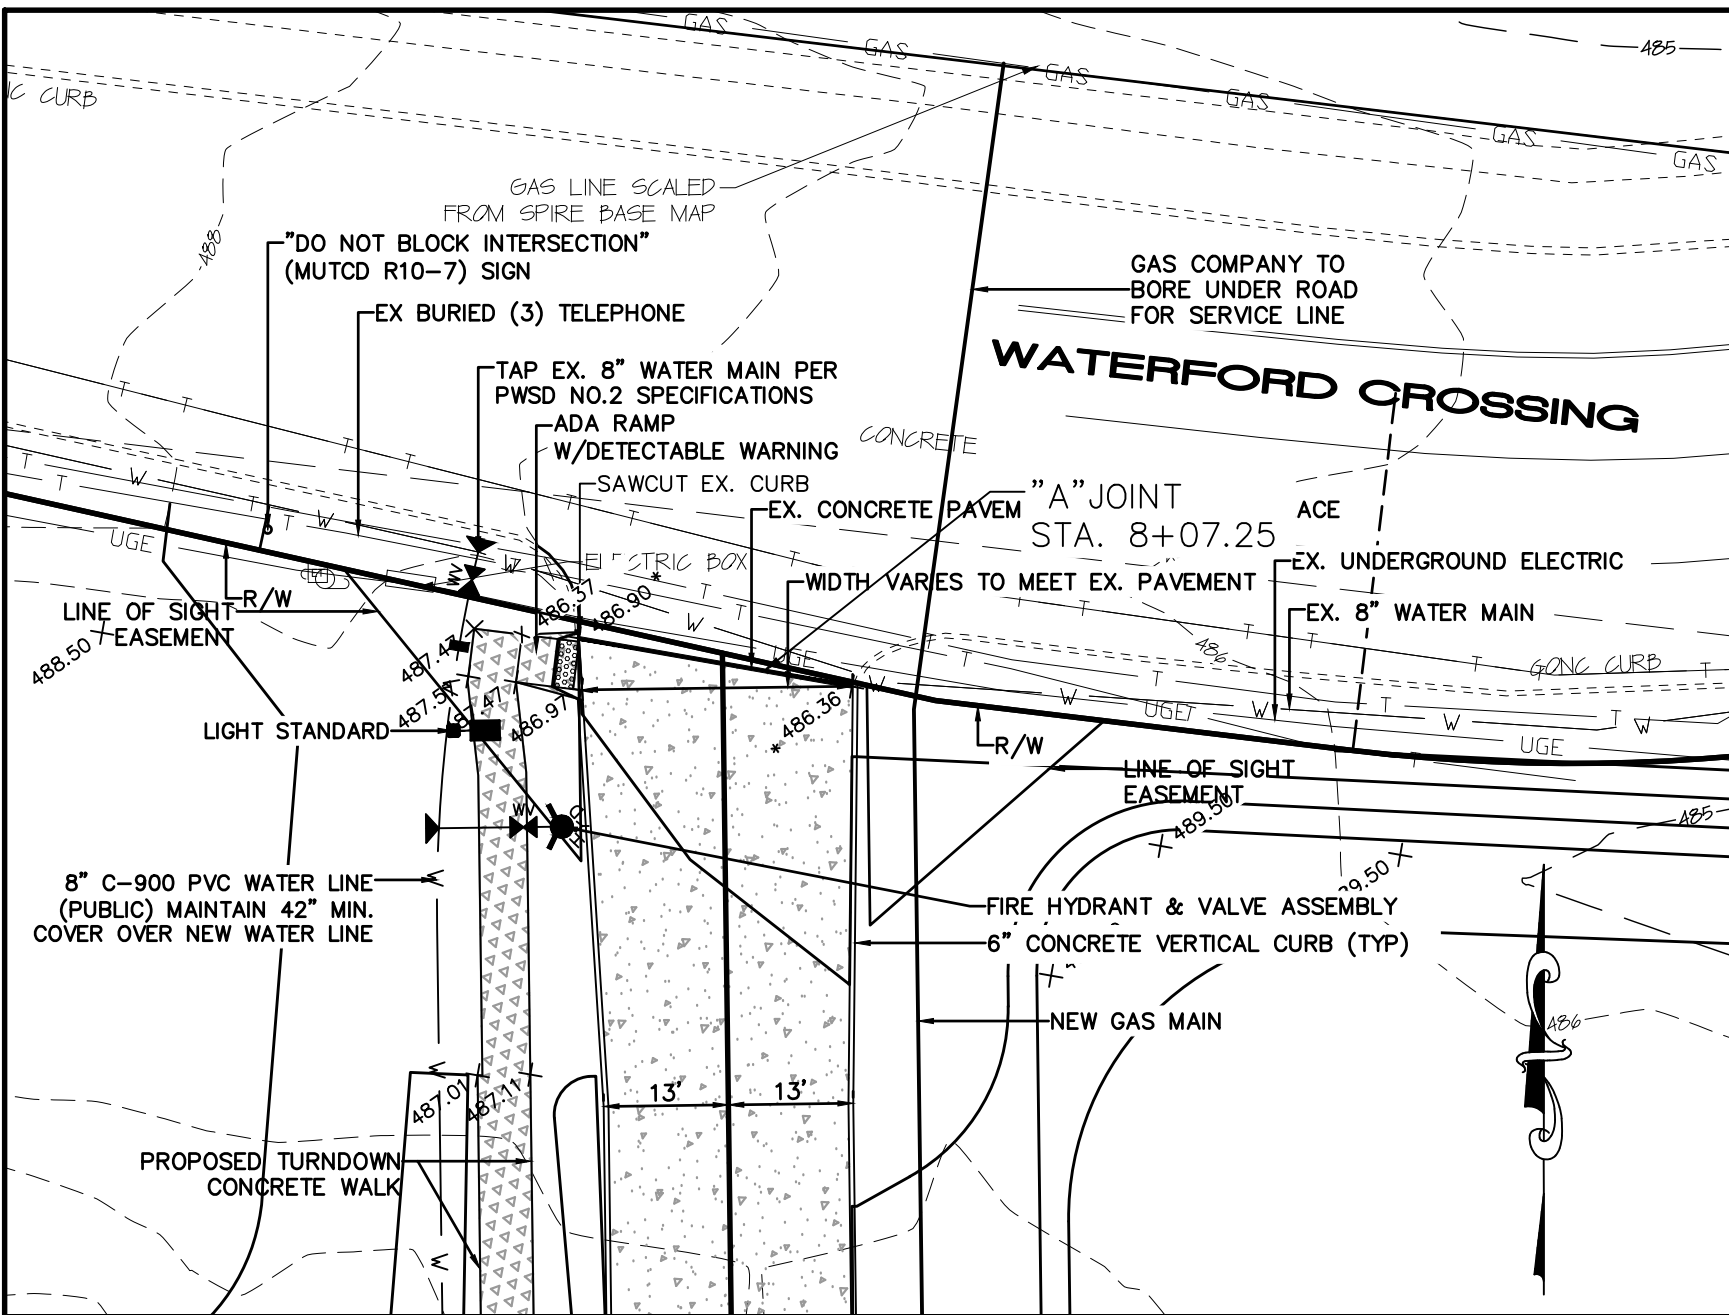 GAS
GAS
GAS
GAS
GAS
GAS
485
CURB
GAS LINE SCALED
FROM SPIRE BASE MAP
488
"DO NOT BLOCK INTERSECTION"
(MUTCD R10-7) SIGN
EX BURIED (3) TELEPHONE
GAS COMPANY TO
BORE UNDER ROAD
FOR SERVICE LINE
WATERFORD CROSSING
TAP EX. 8" WATER MAIN PER
PWSD NO.2 SPECIFICATIONS
ADA RAMP
W/DETECTABLE WARNING
CONCRETE
SAWCUT EX. CURB
EX. CONCRETE PAVEM
"A"JOINT
STA. 8+07.25
ACE
T
T
T
T
T
T
T
T
W
W
W
UGE
WV
BOX
WIDTH VARIES TO MEET EX. PAVEMENT
EX. UNDERGROUND ELECTRIC
EX. 8" WATER MAIN
R/W
LINE OF SIGHT
EASEMENT
488.50
486.37
486.90 *
W
UGE
486
CONC CURB
487.47
487.57
486.97
* 486.36
W
W
UGE
W
W
W
UGE
LIGHT STANDARD
R/W
LINE OF SIGHT
EASEMENT
489.50
485
WV
HYD
8" C-900 PVC WATER LINE
(PUBLIC) MAINTAIN 42" MIN.
COVER OVER NEW WATER LINE
W
FIRE HYDRANT & VALVE ASSEMBLY
6" CONCRETE VERTICAL CURB (TYP)
NEW GAS MAIN
486
W
487.01
487.11
13'
13'
PROPOSED TURNDOWN
CONCRETE WALK
W